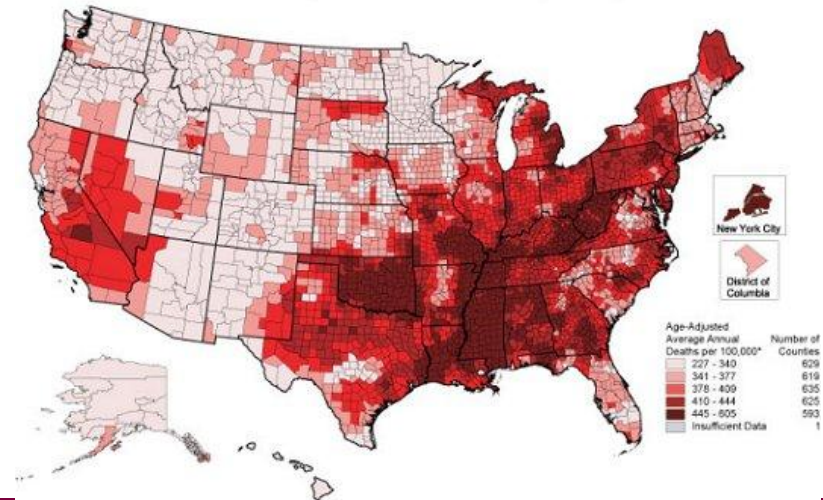 New York City
District of
Columbia
Age-Adjusted
Average Annual Number of
Deaths per 100,000* Counties
227 - 340 629
341 - 377 619
378 - 409 635
410 - 444 625
445 - 605 593
Insufficient Data 1